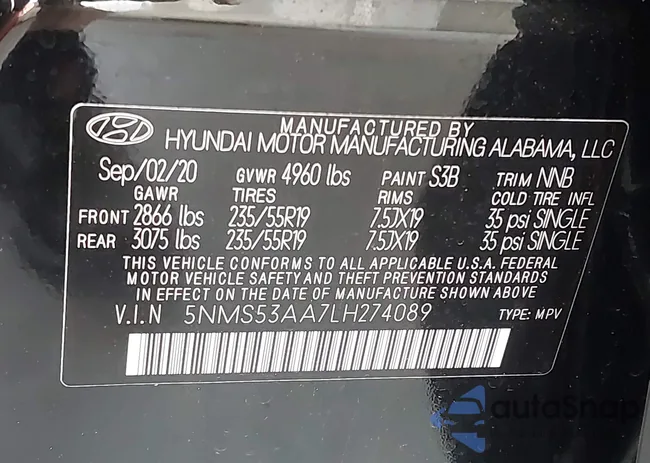 MANUFACTURED BY
HYUNDAI MOTOR MANUFACTURING ALABAMA, LLC
Sep/02/20 GVWR 4960 lbs PAINT S3B TRIM NNB
GAWR TIRES RIMS COLD TIRE INFL
FRONT 2866 lbs 235/55R19 7.5JX19 35 psi SINGLE
REAR 3075 lbs 235/55R19 7.5JX19 35 psi SINGLE
THIS VEHICLE CONFORMS TO ALL APPLICABLE U.S.A. FEDERAL
MOTOR VEHICLE SAFETY AND THEFT PREVENTION STANDARDS
IN EFFECT ON THE DATE OF MANUFACTURE SHOWN ABOVE.
V.I.N 5NMS53AA7LH274089 TYPE: MPV
autoSnap